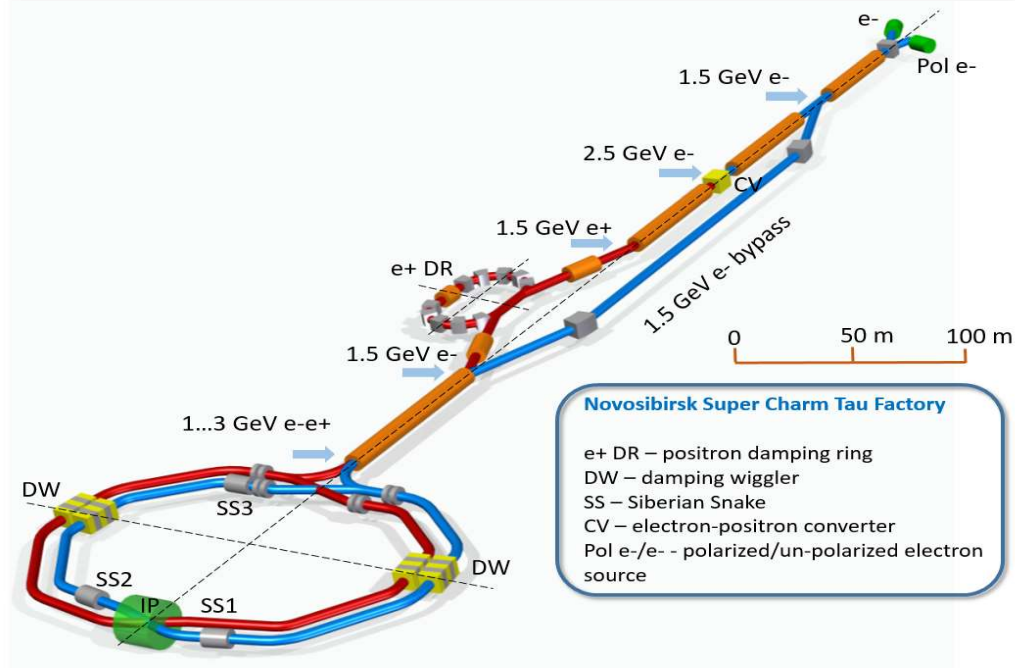 e-
Pol e-
1.5 GeV e-
2.5 GeV e-
CV
1.5 GeV e+
e+ DR
1.5 GeV e- bypass
0 50 m 100 m
1.5 GeV e-
1...3 GeV e-e+
DW
SS3
DW
SS2
IP
SS1
Novosibirsk Super Charm Tau Factory
e+ DR – positron damping ring
DW – damping wiggler
SS – Siberian Snake
CV – electron-positron converter
Pol e-/e- - polarized/un-polarized electron
source